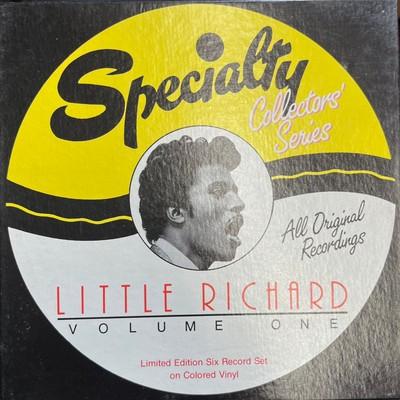 Specialty
Collectors'
Series
All Original
Recordings
LITTLE RICHARD
VOLUME ONE
Limited Edition Six Record Set
on Colored Vinyl